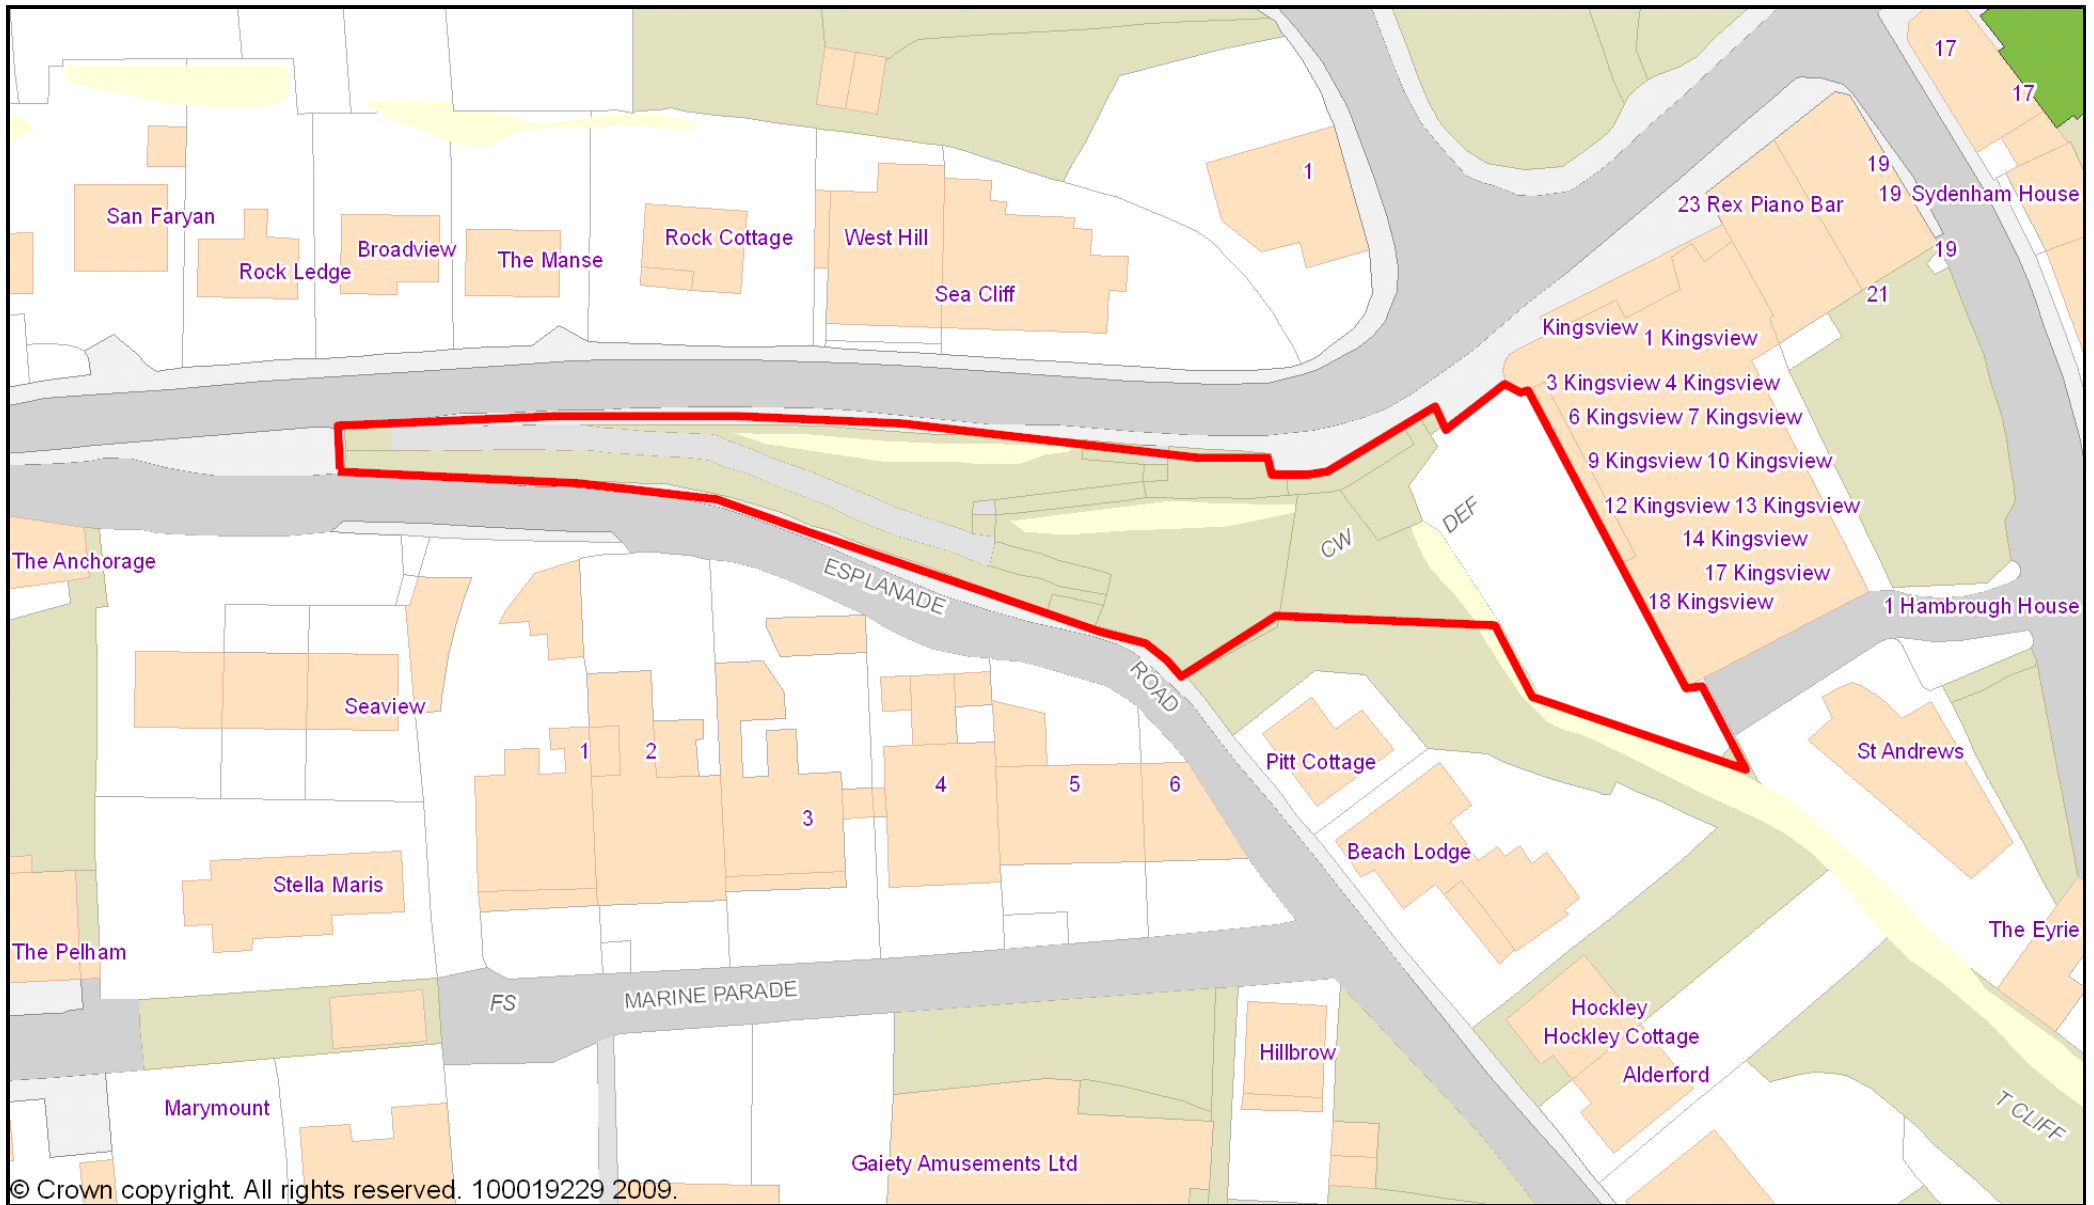 17
17
1
19
23 Rex Piano Bar
19 Sydenham House
San Faryan
Rock Cottage
West Hill
Broadview
19
The Manse
Rock Ledge
Sea Cliff
21
Kingsview
1 Kingsview
3 Kingsview 4 Kingsview
6 Kingsview 7 Kingsview
9 Kingsview 10 Kingsview
12 Kingsview 13 Kingsview
DEF
14 Kingsview
CW
The Anchorage
17 Kingsview
ESPLANADE
18 Kingsview
1 Hambrough House
ROAD
Seaview
1
2
St Andrews
Pitt Cottage
4
5
6
3
Beach Lodge
Stella Maris
The Eyrie
The Pelham
FS
MARINE PARADE
Hockley
Hockley Cottage
Hillbrow
Alderford
Marymount
T CLIFF
Gaiety Amusements Ltd
© Crown copyright. All rights reserved. 100019229 2009.